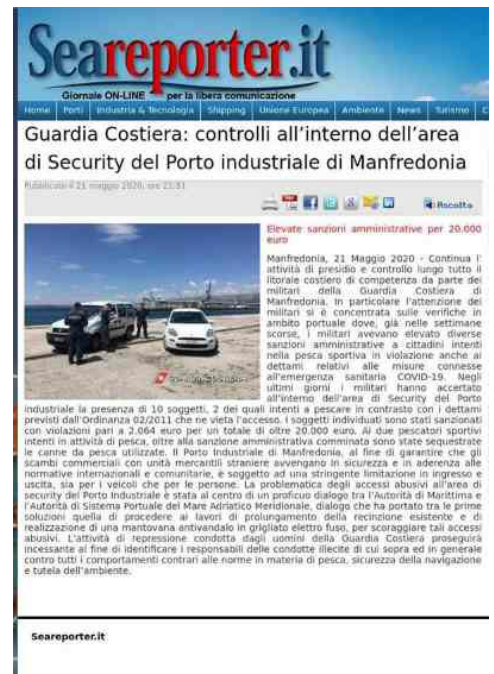 Seareporter.it
Giornale ON-LINE per la libera comunicazione
Home Porti Industria & Tecnologia Shipping Unione Europea Ambiente News Turismo
Guardia Costiera: controlli all'interno dell'area
di Security del Porto industriale di Manfredonia
Pubblicato il 21 maggio 2020, ore 23:31
Ascolta
Elevate sanzioni amministrative per 20.000
euro
Manfredonia, 21 Maggio 2020 - Continua l'
attività di presidio e controllo lungo tutto il
litorale costiero di competenza da parte dei
militari della Guardia Costiera di
Manfredonia. In particolare l'attenzione dei
militari si è concentrata sulle verifiche in
ambito portuale dove, già nelle settimane
scorse, i militari avevano elevato diverse
sanzioni amministrative a cittadini intenti
nella pesca sportiva in violazione anche ai
dettami relativi alle misure connesse
all'emergenza sanitaria COVID-19. Negli
ultimi giorni i militari hanno accertato
all'interno dell'area di Security del Porto
industriale la presenza di 10 soggetti, 2 dei quali intenti a pescare in contrasto con i dettami
previsti dall'Ordinanza 02/2011 che ne vieta l'accesso. I soggetti individuati sono stati sanzionati
con violazioni pari a 2.064 euro per un totale di oltre 20.000 euro. Ai due pescatori sportivi
intenti in attività di pesca, oltre alla sanzione amministrativa comminata sono state sequestrate
le canne da pesca utilizzate. Il Porto Industriale di Manfredonia, al fine di garantire che gli
scambi commerciali con unità mercantili straniere avvengano in sicurezza e in aderenza alle
normative internazionali e comunitarie, è soggetto ad una stringente limitazione in ingresso e
uscita, sia per i veicoli che per le persone. La problematica degli accessi abusivi all'area di
security del Porto Industriale è stata al centro di un proficuo dialogo tra l'Autorità di Marittima e
l'Autorità di Sistema Portuale del Mare Adriatico Meridionale, dialogo che ha portato tra le prime
soluzioni quella di procedere ai lavori di prolungamento della recinzione esistente e di
realizzazione di una mantovana antivandalo in grigliato elettro fuso, per scoraggiare tali accessi
abusivi. L'attività di repressione condotta dagli uomini della Guardia Costiera proseguirà
incessante al fine di identificare i responsabili delle condotte illecite di cui sopra ed in generale
contro tutti i comportamenti contrari alle norme in materia di pesca, sicurezza della navigazione
e tutela dell'ambiente.
Seareporter.it